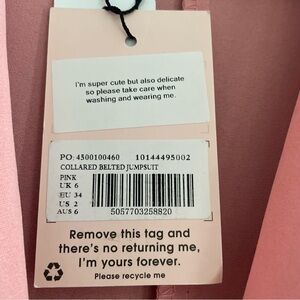 I'm super cute but also delicate
so please take care when
washing and wearing me.
PO: 4500100460 10144495002
COLLARED BELTED JUMPSUIT
PINK
UK 6
EU 34
US 2
AUS 6
5057703258820
Remove this tag and
there's no returning me,
I'm yours forever.
Please recycle me